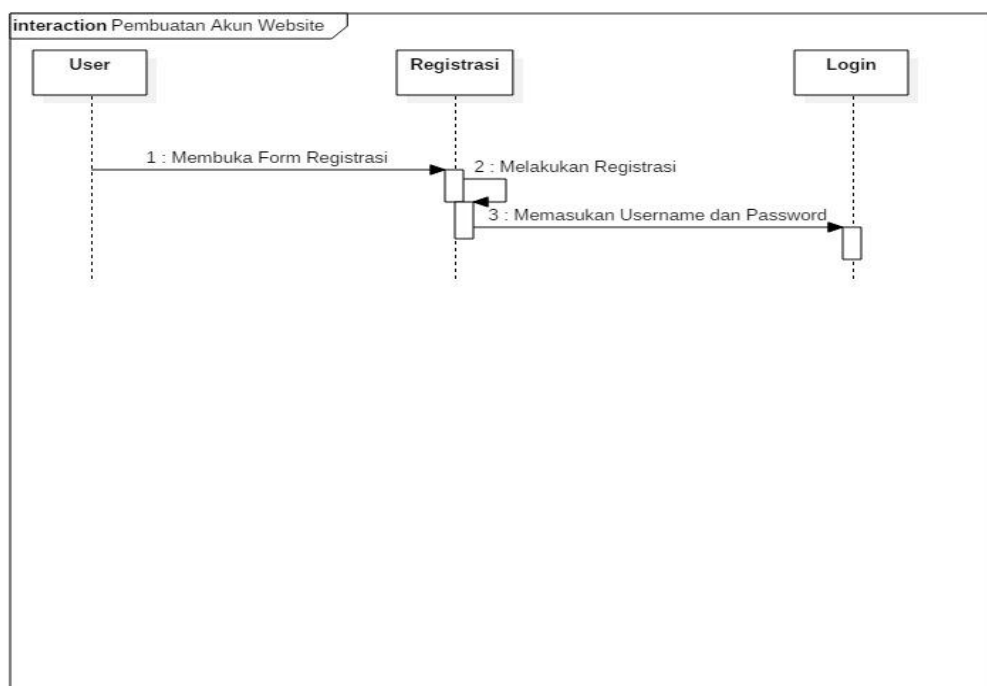 interaction Pembuatan Akun Website
User
Registrasi
Login
1 : Membuka Form Registrasi
2 : Melakukan Registrasi
3 : Memasukan Username dan Password